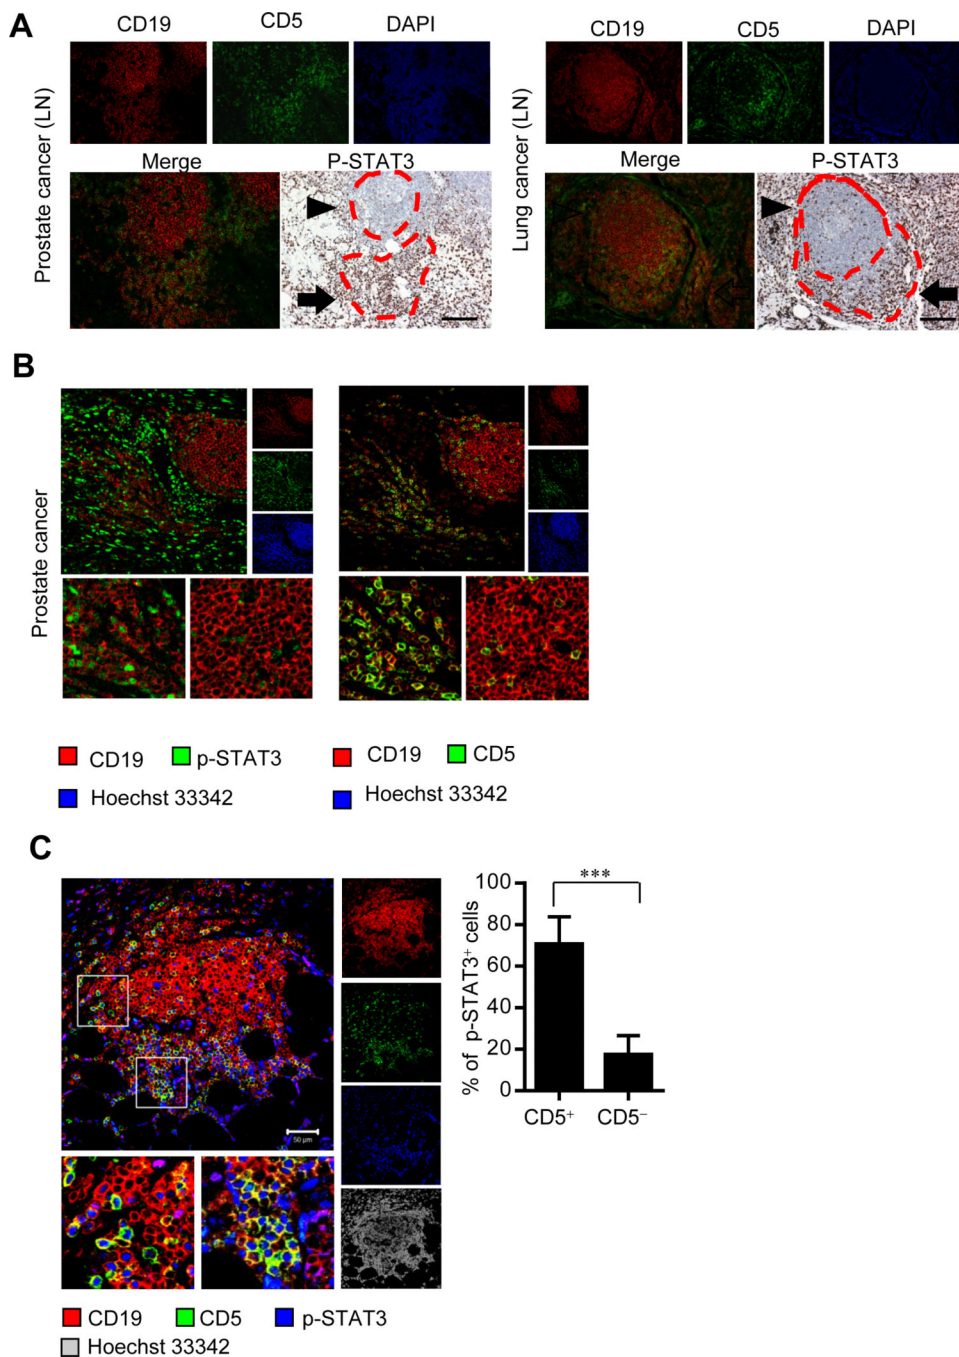 A
CD19 CD5 DAPI
Prostate cancer (LN)
Merge P-STAT3
CD19 CD5 DAPI
Lung cancer (LN)
Merge P-STAT3
B
Prostate cancer
CD19 p-STAT3
Hoechst 33342
CD19 CD5
Hoechst 33342
C
50 µm
CD19 CD5 p-STAT3
Hoechst 33342
% of p-STAT3⁺ cells
100
80
60
40
20
0
***
CD5⁺ CD5⁻